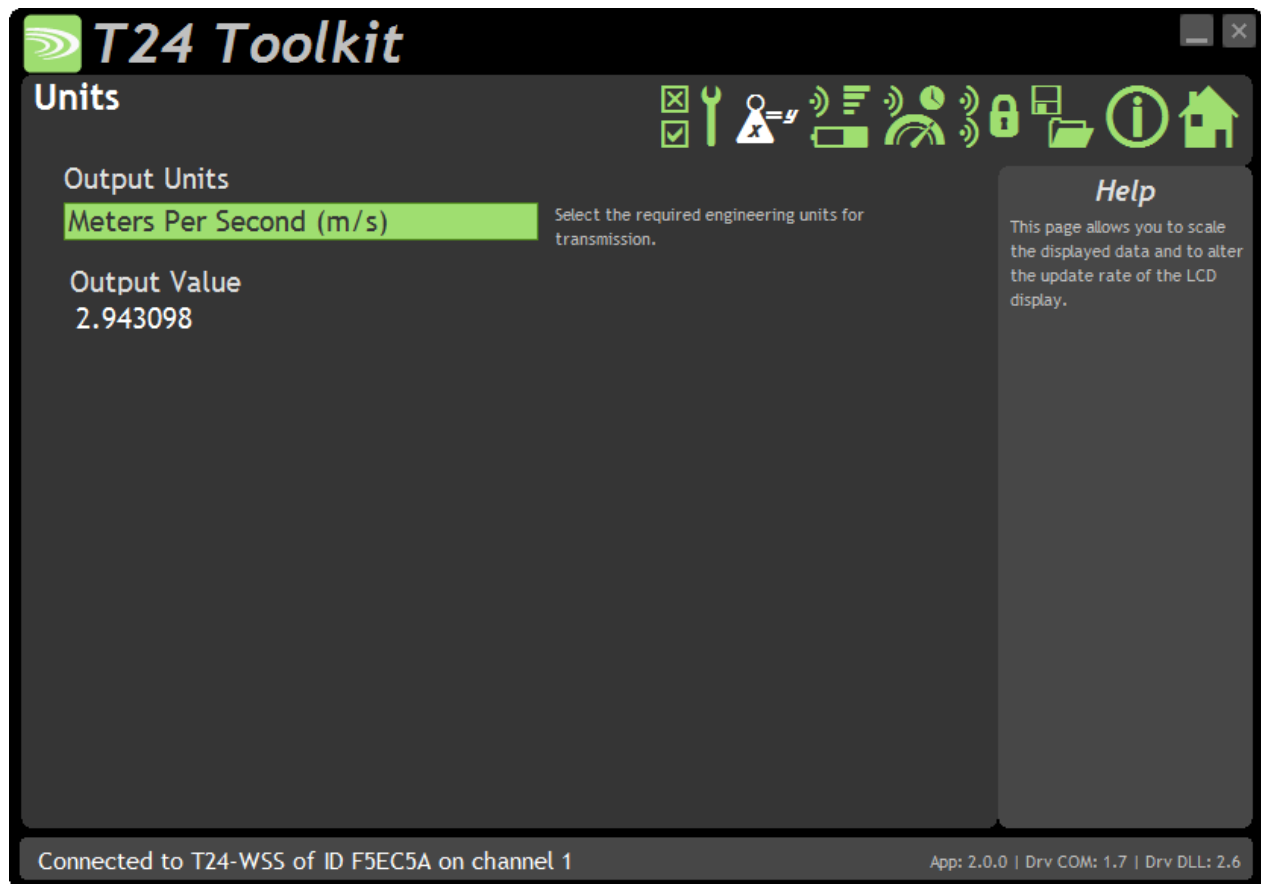 T24 Toolkit
Units
x=y
Output Units
Meters Per Second (m/s)
Select the required engineering units for
transmission.
Output Value
2.943098
Help
This page allows you to scale
the displayed data and to alter
the update rate of the LCD
display.
Connected to T24-WSS of ID F5EC5A on channel 1
App: 2.0.0 | Drv COM: 1.7 | Drv DLL: 2.6